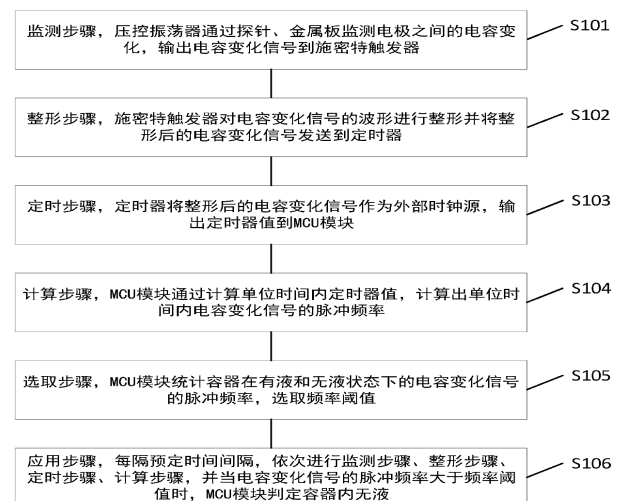 监测步骤，压控振荡器通过探针、金属板监测电极之间的电容变
化，输出电容变化信号到施密特触发器
S101
整形步骤，施密特触发器对电容变化信号的波形进行整形并将整
形后的电容变化信号发送到定时器
S102
定时步骤，定时器将整形后的电容变化信号作为外部时钟源，输
出定时器值到MCU模块
S103
计算步骤，MCU模块通过计算单位时间内定时器值，计算出单位时
间内电容变化信号的脉冲频率
S104
选取步骤，MCU模块统计容器在有液和无液状态下的电容变化信号
的脉冲频率，选取频率阈值
S105
应用步骤，每隔预定时间间隔，依次进行监测步骤、整形步骤、
定时步骤、计算步骤，并当电容变化信号的脉冲频率大于频率阈
值时，MCU模块判定容器内无液
S106